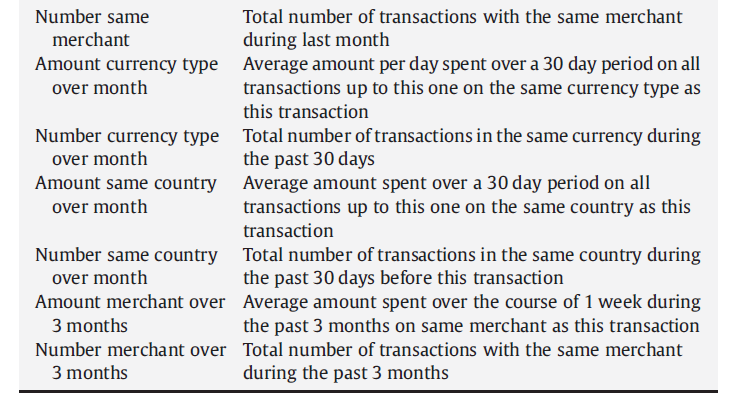 Number same Total number of transactions with the same merchant
merchant during last month
Amount currency type Average amount per day spent over a 30 day period on all
over month transactions up to this one on the same currency type as
this transaction
Number currency type Total number of transactions in the same currency during
over month the past 30 days
Amount same country Average amount spent over a 30 day period on all
over month transactions up to this one on the same country as this
transaction
Number same country Total number of transactions in the same country during
over month the past 30 days before this transaction
Amount merchant over Average amount spent over the course of 1 week during
3 months the past 3 months on same merchant as this transaction
Number merchant over Total number of transactions with the same merchant
3 months during the past 3 months